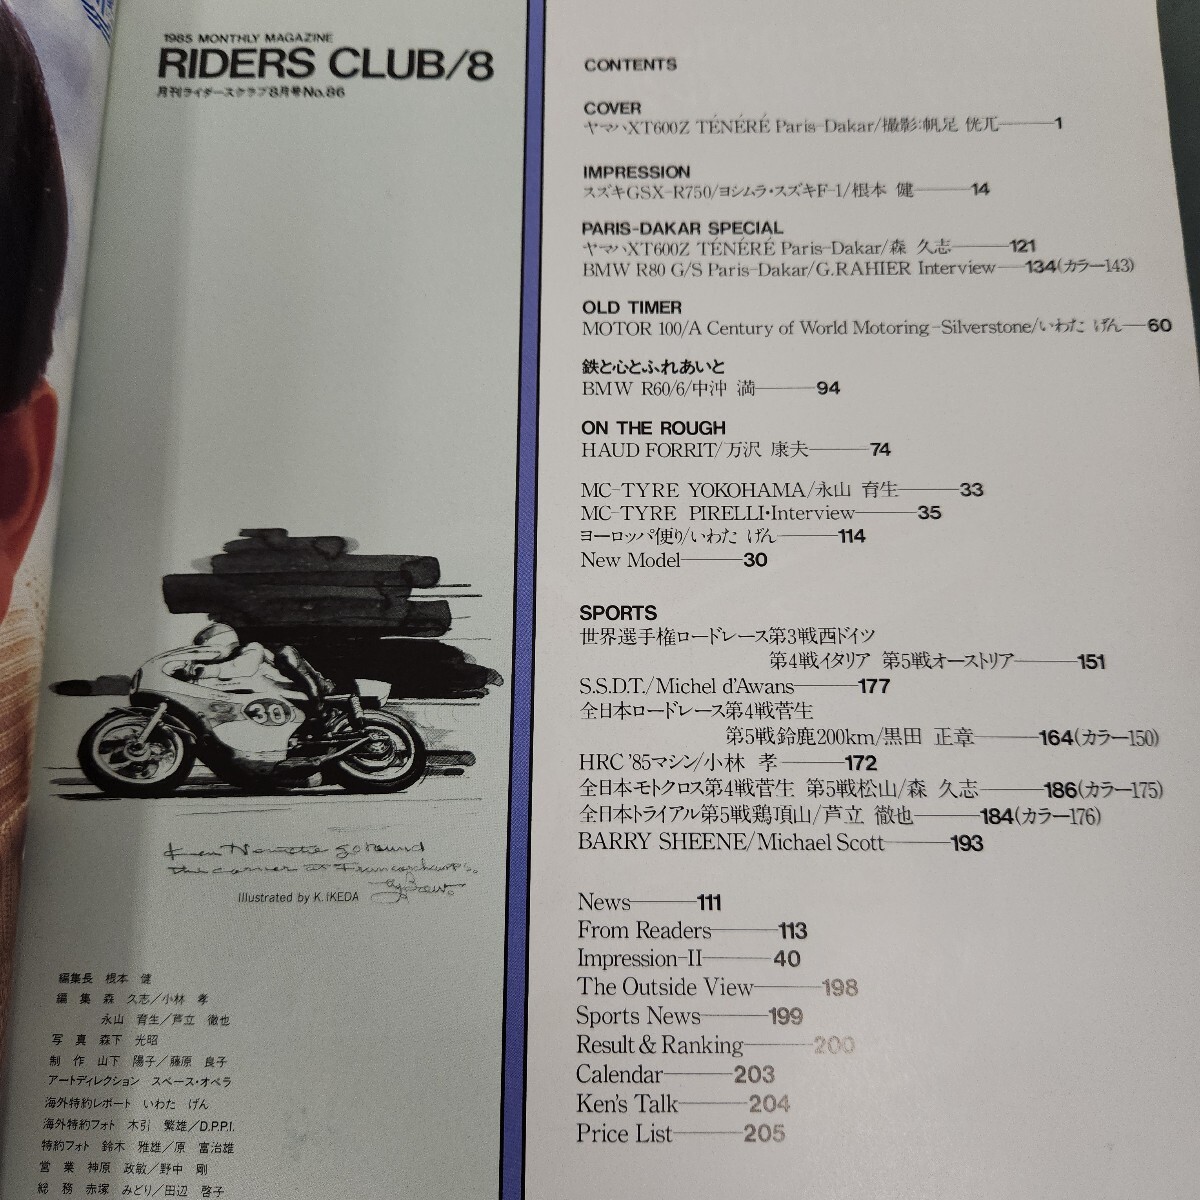 1985 MONTHLY MAGAZINE
RIDERS CLUB/8
月刊ライダースクラブ8月号No.86
Illustrated by K. IKEDA
編集長 根本 健
編 集 森 久志/小林 孝
永山 育生/芦立 徹也
写 真 森下 光昭
制 作 山下 陽子/藤原 良子
アートディレクション スペース・オペラ
海外特約レポート いわた げん
海外特約フォト 木引 繁雄/D.P.P.I.
特約フォト 鈴木 雅雄/原 富治雄
営 業 神原 政敏/野中 剛
総 務 赤塚 みどり/田辺 啓子
CONTENTS
COVER
ヤマハXT600Z TÉNÉRÉ Paris-Dakar/撮影:帆足 侊兀——1
IMPRESSION
スズキGSX-R750/ヨシムラ・スズキF-1/根本 健——14
PARIS-DAKAR SPECIAL
ヤマハXT600Z TÉNÉRÉ Paris-Dakar/森 久志——121
BMW R80 G/S Paris-Dakar/G.RAHIER Interview——134(カラー143)
OLD TIMER
MOTOR 100/A Century of World Motoring-Silverstone/いわた げん——60
鉄と心とふれあいと
BMW R60/6/中沖 満——94
ON THE ROUGH
HAUD FORRIT/万沢 康夫——74
MC-TYRE YOKOHAMA/永山 育生——33
MC-TYRE PIRELLI・Interview——35
ヨーロッパ便り/いわた げん——114
New Model——30
SPORTS
世界選手権ロードレース第3戦西ドイツ
第4戦イタリア 第5戦オーストリア——151
S.S.D.T./Michel d'Awans——177
全日本ロードレース第4戦菅生
第5戦鈴鹿200km/黒田 正章——164(カラー150)
HRC '85マシン/小林 孝——172
全日本モトクロス第4戦菅生 第5戦松山/森 久志——186(カラー175)
全日本トライアル第5戦鶏頂山/芦立 徹也——184(カラー176)
BARRY SHEENE/Michael Scott——193
News——111
From Readers——113
Impression-II——40
The Outside View——198
Sports News——199
Result & Ranking——200
Calendar——203
Ken's Talk——204
Price List——205